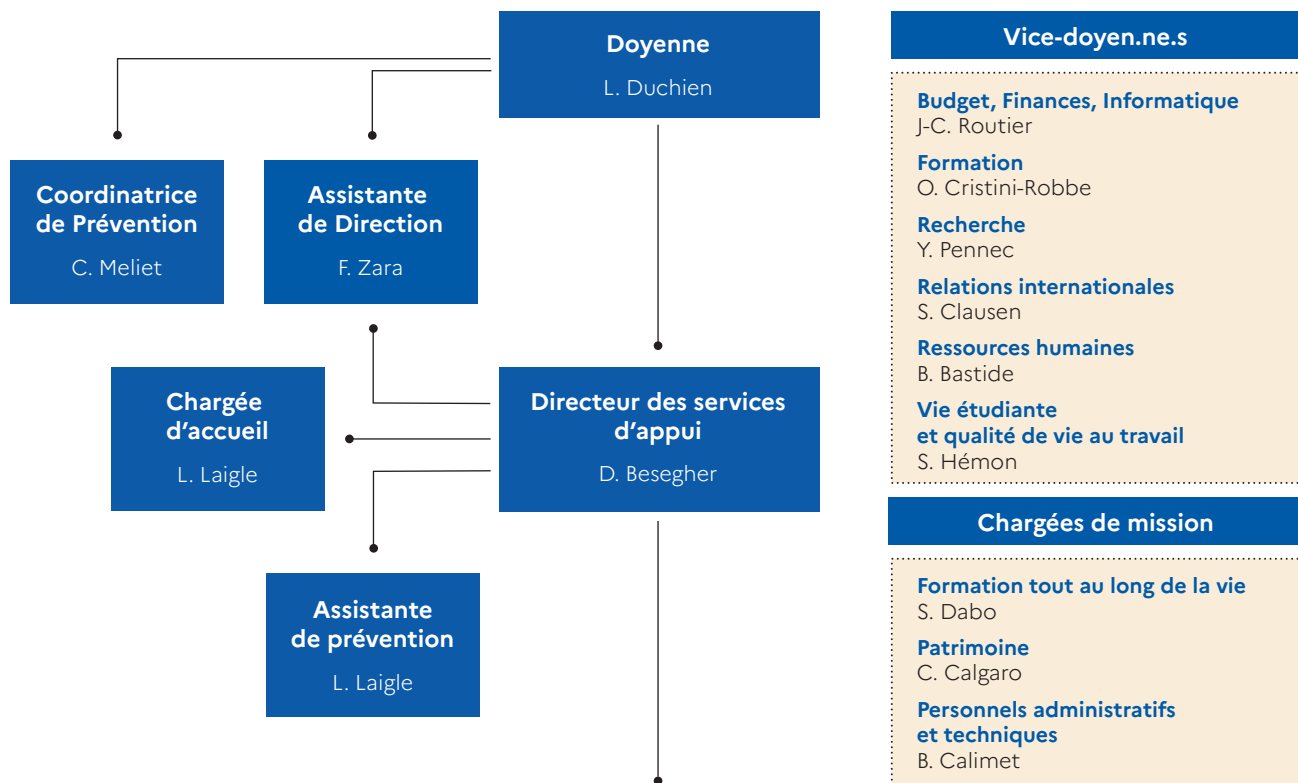 Doyenne
L. Duchien
Coordinatrice
de Prévention
C. Meliet
Assistante
de Direction
F. Zara
Chargée
d’accueil
L. Laigle
Directeur des services
d’appui
D. Besegher
Assistante
de prévention
L. Laigle
Vice-doyen.ne.s
Budget, Finances, Informatique
J-C. Routier
Formation
O. Cristini-Robbe
Recherche
Y. Pennec
Relations internationales
S. Clausen
Ressources humaines
B. Bastide
Vie étudiante
et qualité de vie au travail
S. Hémon
Chargées de mission
Formation tout au long de la vie
S. Dabo
Patrimoine
C. Calgaro
Personnels administratifs
et techniques
B. Calimet